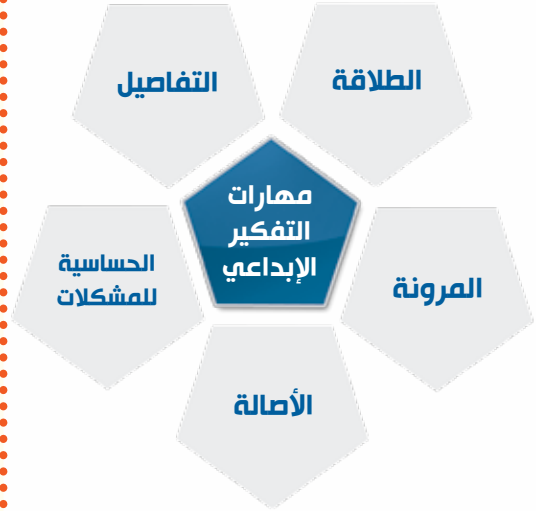 الطلاقة
التفاصيل
مهارات
التفكير
الإبداعي
المرونة
الحساسية
للمشكلات
الأصالة